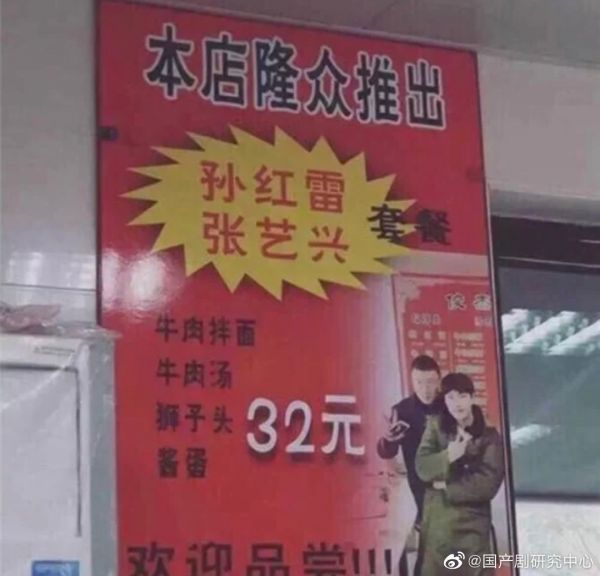 本店隆众推出
孙红雷
张艺兴
套餐
牛肉拌面
牛肉汤
狮子头
酱蛋
32元
俊杰
欢迎品尝!!!
@国产剧研究中心